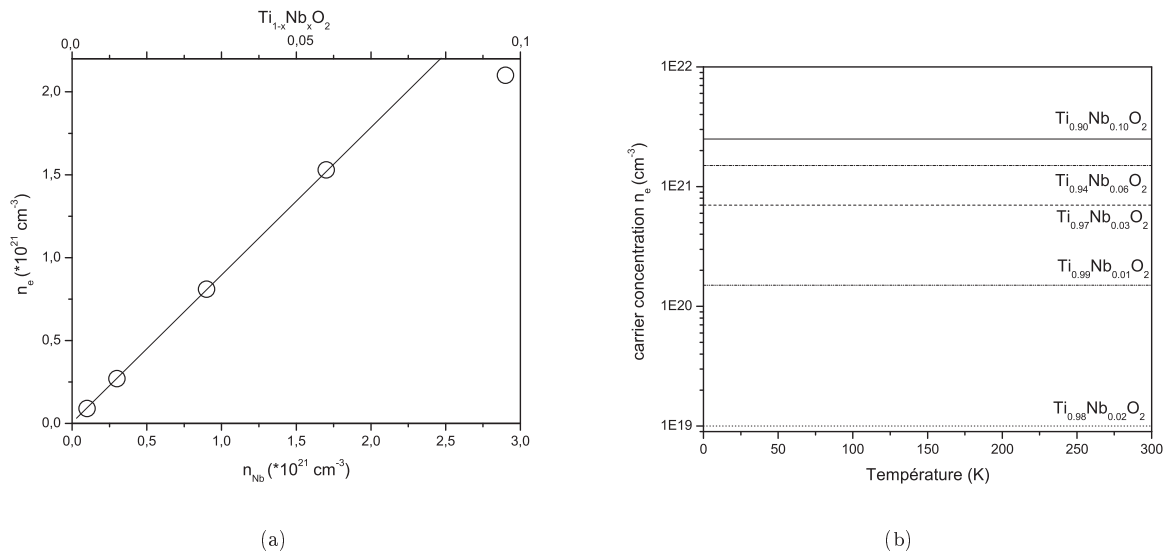 Ti1-xNbxO2
0,0 0,05 0,1
2,0
1,5
1,0
0,5
0,0
ne (*10^21 cm^-3)
0,0 0,5 1,0 1,5 2,0 2,5 3,0
nNb (*10^21 cm^-3)
(a)
1E22
1E21
1E20
1E19
carrier concentration ne (cm^-3)
Ti0.90Nb0.10O2
Ti0.94Nb0.06O2
Ti0.97Nb0.03O2
Ti0.99Nb0.01O2
Ti0.98Nb0.02O2
0 50 100 150 200 250 300
Température (K)
(b)